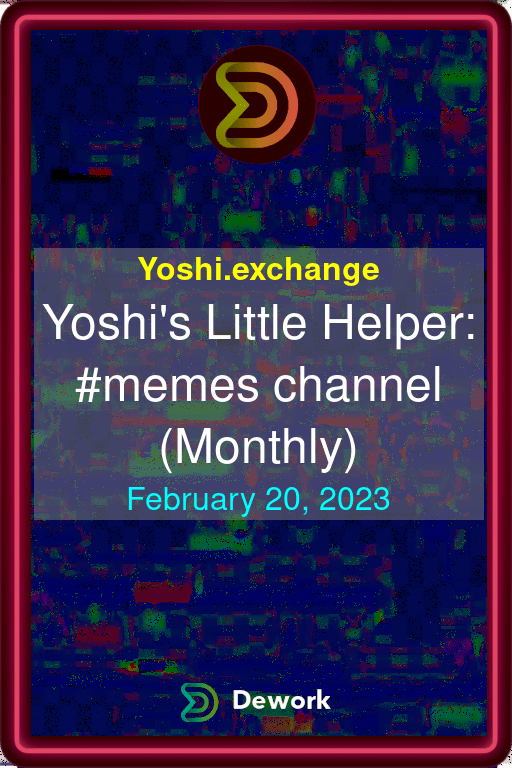 Yoshi.exchange
Yoshi's Little Helper:
#memes channel
(Monthly)
February 20, 2023
Dework